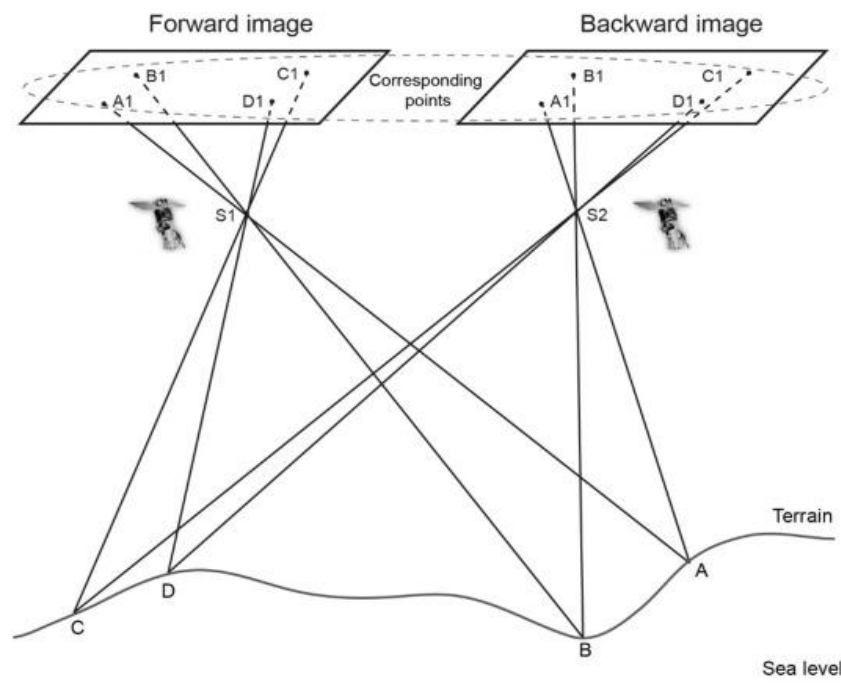 Forward image
Backward image
B1
C1
A1
D1
Corresponding
points
B1
C1
A1
D1
S1
S2
Terrain
A
D
C
B
Sea level